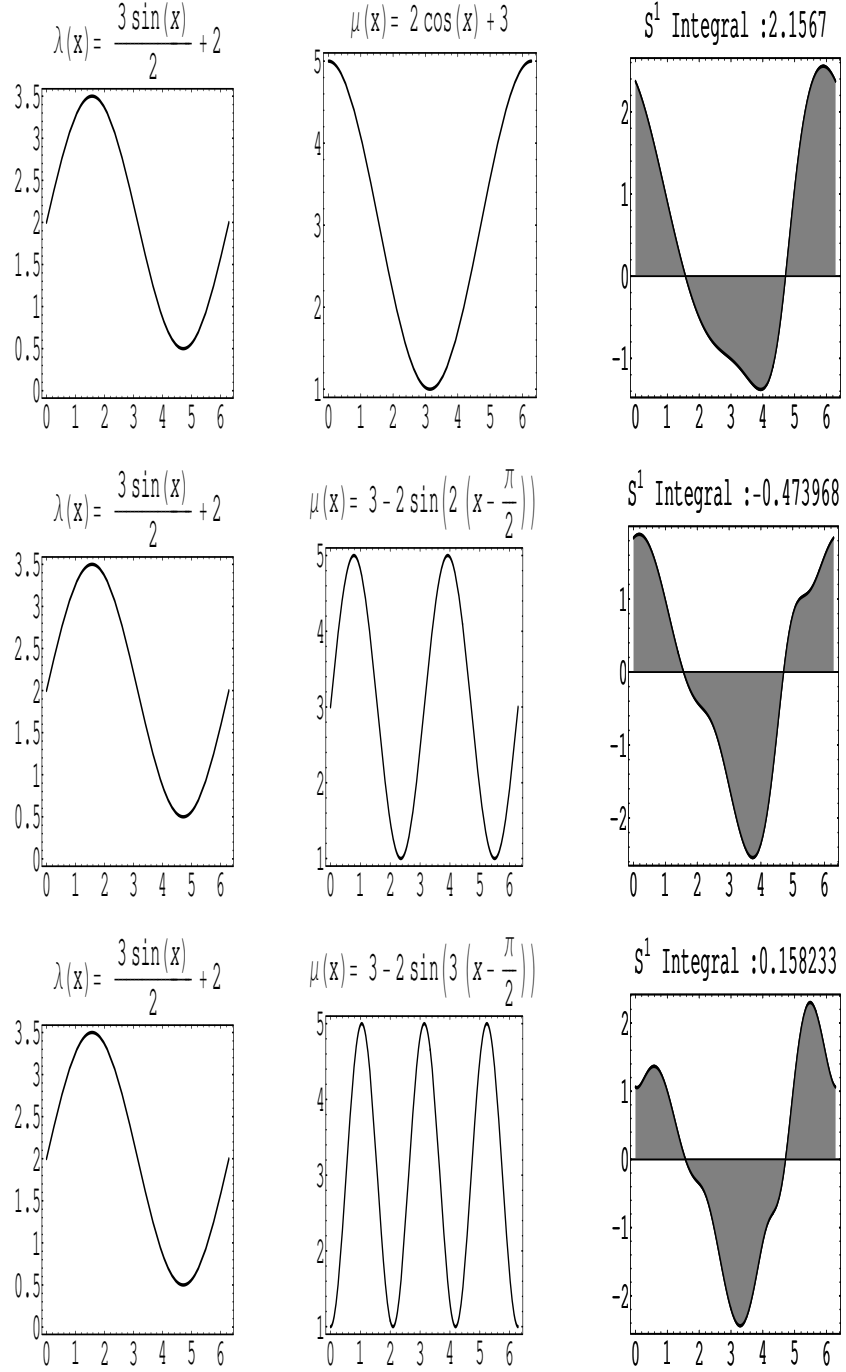 λ(x) = 3 sin(x)/2 + 2
μ(x) = 2 cos(x) + 3
S¹ Integral :2.1567
3.5
3
2.5
2
1.5
1
0.5
0
0 1 2 3 4 5 6
5
4
3
2
1
0 1 2 3 4 5 6
2
1
0
−1
0 1 2 3 4 5 6
λ(x) = 3 sin(x)/2 + 2
μ(x) = 3 − 2 sin(2 (x − π/2))
S¹ Integral :−0.473968
3.5
3
2.5
2
1.5
1
0.5
0
0 1 2 3 4 5 6
5
4
3
2
1
0 1 2 3 4 5 6
1
0
−1
−2
0 1 2 3 4 5 6
λ(x) = 3 sin(x)/2 + 2
μ(x) = 3 − 2 sin(3 (x − π/2))
S¹ Integral :0.158233
3.5
3
2.5
2
1.5
1
0.5
0
0 1 2 3 4 5 6
5
4
3
2
1
0 1 2 3 4 5 6
2
1
0
−1
−2
0 1 2 3 4 5 6